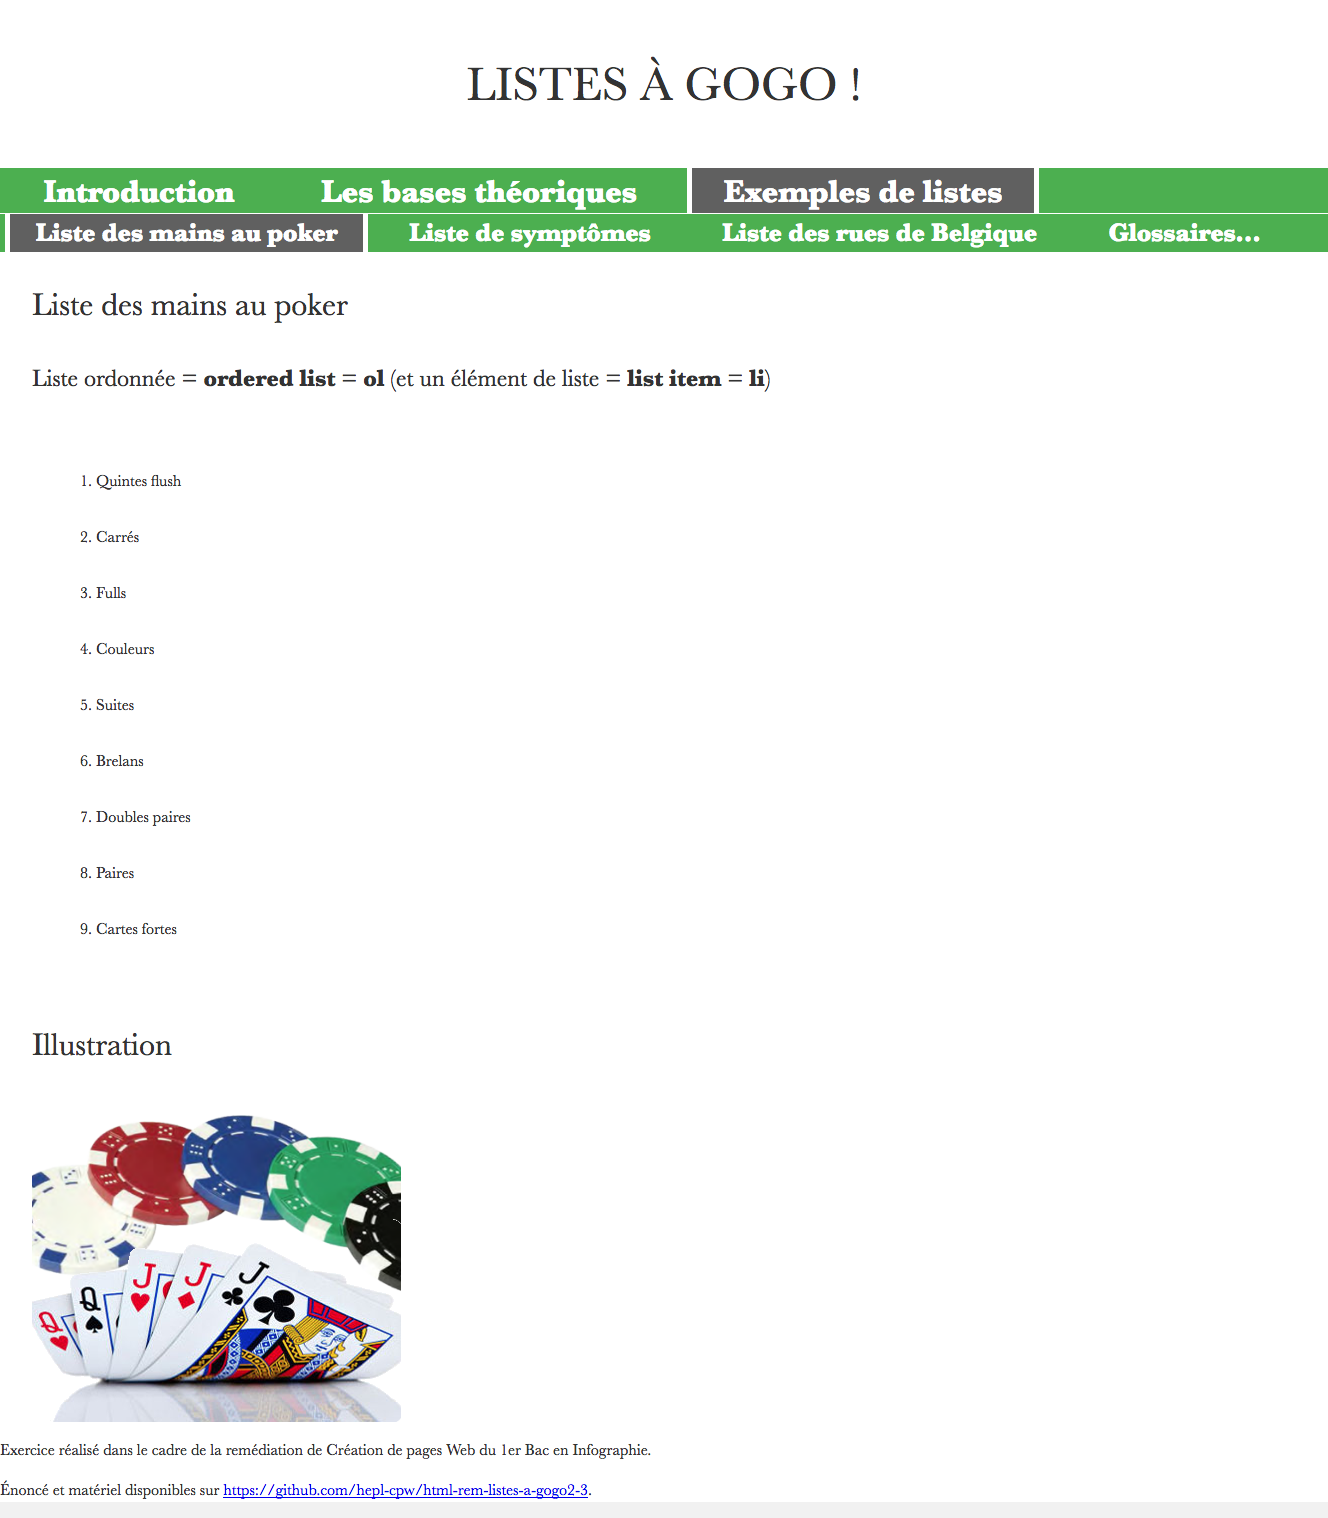 LISTES À GOGO !
Introduction Les bases théoriques Exemples de listes
Liste des mains au poker Liste de symptômes Liste des rues de Belgique Glossaires…
Liste des mains au poker
Liste ordonnée = ordered list = ol (et un élément de liste = list item = li)
1. Quintes flush
2. Carrés
3. Fulls
4. Couleurs
5. Suites
6. Brelans
7. Doubles paires
8. Paires
9. Cartes fortes
Illustration
Q Q J J J
Exercice réalisé dans le cadre de la remédiation de Création de pages Web du 1er Bac en Infographie.
Énoncé et matériel disponibles sur https://github.com/hepl-cpw/html-rem-listes-a-gogo2-3.